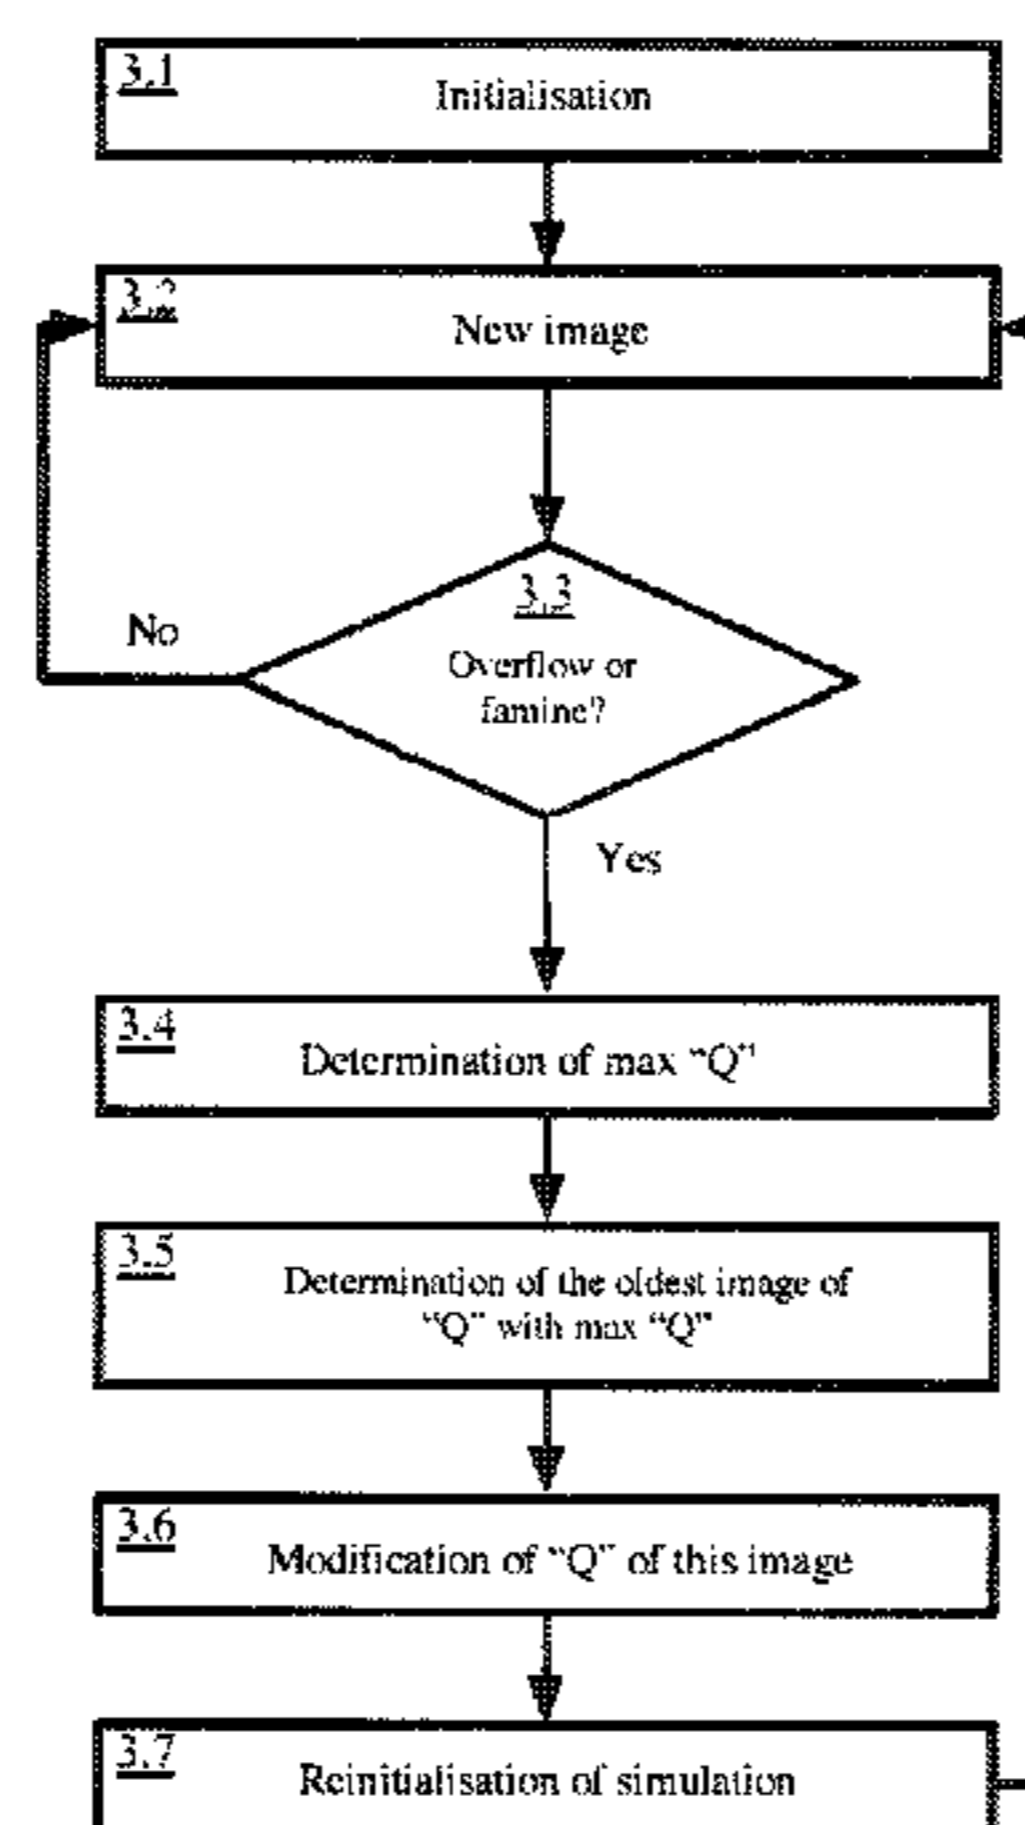 3.1
Initialisation
3.2
New image
3.3
Overflow or
famine?
No
Yes
3.4
Determination of max “Q”
3.5
Determination of the oldest image of
“Q” with max “Q”
3.6
Modification of “Q” of this image
3.7
Reinitialisation of simulation